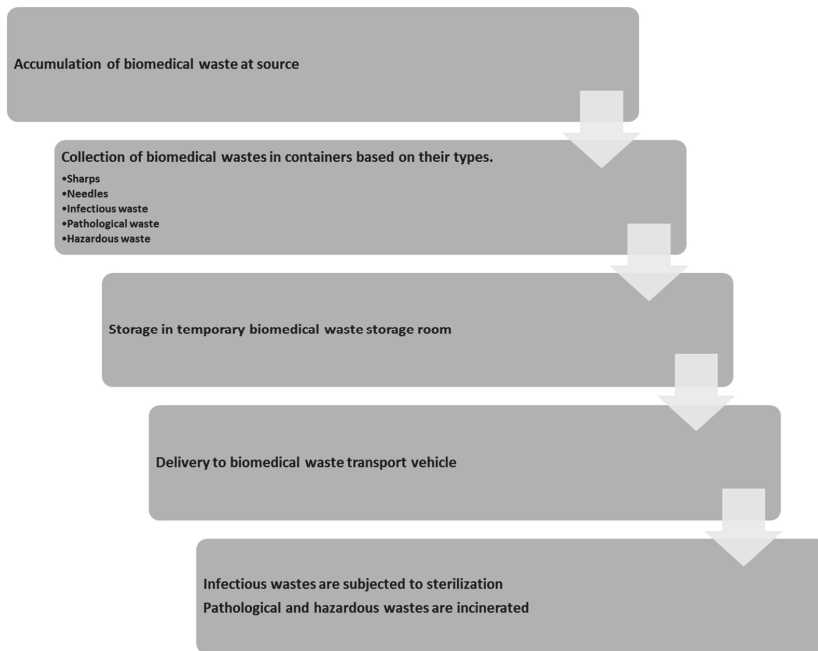 Accumulation of biomedical waste at source
Collection of biomedical wastes in containers based on their types.
•Sharps
•Needles
•Infectious waste
•Pathological waste
•Hazardous waste
Storage in temporary biomedical waste storage room
Delivery to biomedical waste transport vehicle
Infectious wastes are subjected to sterilization
Pathological and hazardous wastes are incinerated